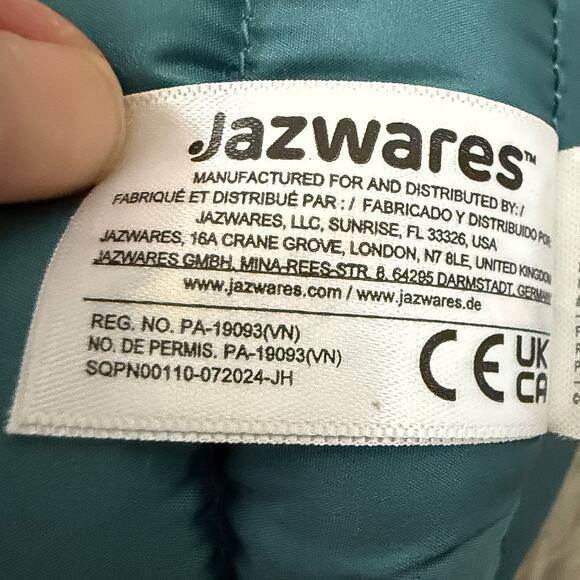 Jazwares™
MANUFACTURED FOR AND DISTRIBUTED BY: /
FABRIQUÉ ET DISTRIBUÉ PAR : / FABRICADO Y DISTRIBUIDO POR
JAZWARES, LLC, SUNRISE, FL 33326, USA
JAZWARES, 16A CRANE GROVE, LONDON, N7 8LE, UNITED KINGDOM
JAZWARES GMBH, MINA-REES-STR. 8, 64295 DARMSTADT, GERMANY
www.jazwares.com / www.jazwares.de
REG. NO. PA-19093(VN)
NO. DE PERMIS. PA-19093(VN)
SQPN00110-072024-JH
CE UK
CA